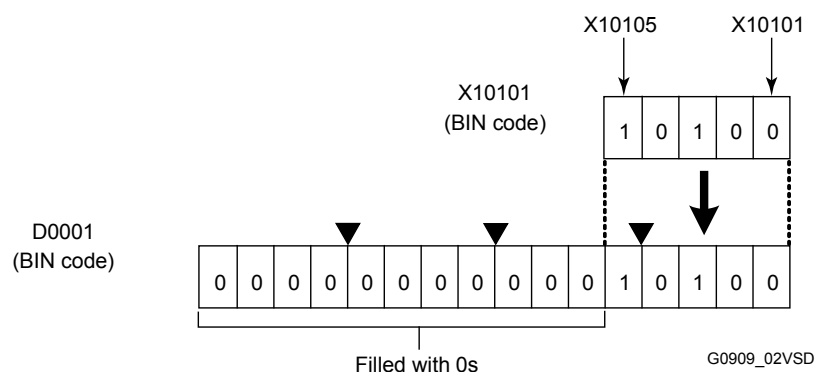 X10105 X10101
X10101
(BIN code)
1 0 1 0 0
D0001
(BIN code)
0 0 0 0 0 0 0 0 0 0 0 1 0 1 0 0
Filled with 0s
G0909_02VSD